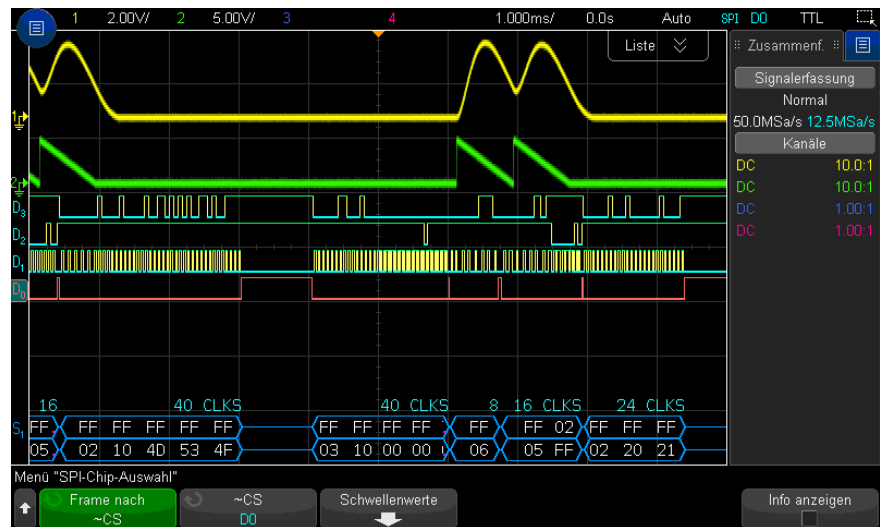 1 2.00V/ 2 5.00V/ 3 4 1.000ms/ 0.0s Auto SPI D0 TTL
Liste
Zusammenf.
Signalerfassung
Normal
50.0MSa/s 12.5MSa/s
Kanäle
DC 10.0:1
DC 10.0:1
DC 1.00:1
DC 1.00:1
1
2
D3
D2
D1
D0
16 40 CLKS 40 CLKS 8 16 CLKS 24 CLKS
S1 FF FF FF FF FF FF FF FF FF FF FF FF 02 FF FF FF
05 02 10 4D 53 4F 03 10 00 00 06 05 FF 02 20 21
Menü "SPI-Chip-Auswahl"
Frame nach ~CS Schwellenwerte Info anzeigen
~CS D0